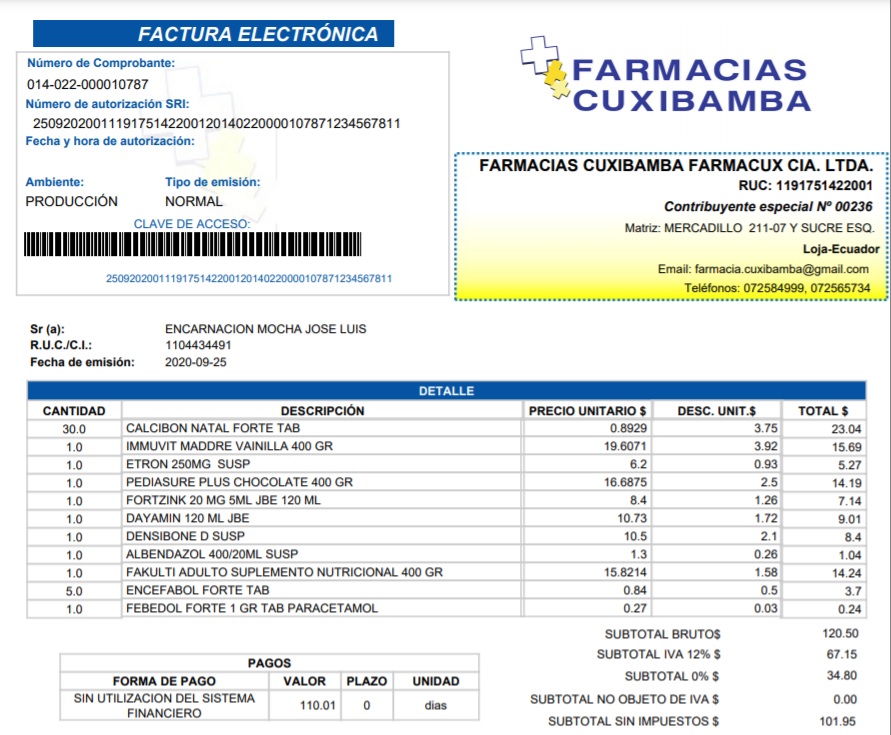 FACTURA ELECTRÓNICA
Número de Comprobante:
014-022-000010787
Número de autorización SRI:
2509202001119175142200120140220000107871234567811
Fecha y hora de autorización:
Ambiente: Tipo de emisión:
PRODUCCIÓN NORMAL
CLAVE DE ACCESO:
2509202001119175142200120140220000107871234567811
FARMACIAS
CUXIBAMBA
FARMACIAS CUXIBAMBA FARMACUX CIA. LTDA.
RUC: 1191751422001
Contribuyente especial Nº 00236
Matriz: MERCADILLO 211-07 Y SUCRE ESQ.
Loja-Ecuador
Email: farmacia.cuxibamba@gmail.com
Teléfonos: 072584999, 072565734
Sr (a): ENCARNACION MOCHA JOSE LUIS
R.U.C./C.I.: 1104434491
Fecha de emisión: 2020-09-25
DETALLE
CANTIDAD DESCRIPCIÓN PRECIO UNITARIO $ DESC. UNIT.$ TOTAL $
30.0 CALCIBON NATAL FORTE TAB 0.8929 3.75 23.04
1.0 IMMUVIT MADDRE VAINILLA 400 GR 19.6071 3.92 15.69
1.0 ETRON 250MG SUSP 6.2 0.93 5.27
1.0 PEDIASURE PLUS CHOCOLATE 400 GR 16.6875 2.5 14.19
1.0 FORTZINK 20 MG 5ML JBE 120 ML 8.4 1.26 7.14
1.0 DAYAMIN 120 ML JBE 10.73 1.72 9.01
1.0 DENSIBONE D SUSP 10.5 2.1 8.4
1.0 ALBENDAZOL 400/20ML SUSP 1.3 0.26 1.04
1.0 FAKULTI ADULTO SUPLEMENTO NUTRICIONAL 400 GR 15.8214 1.58 14.24
5.0 ENCEFABOL FORTE TAB 0.84 0.5 3.7
1.0 FEBEDOL FORTE 1 GR TAB PARACETAMOL 0.27 0.03 0.24
SUBTOTAL BRUTO$ 120.50
SUBTOTAL IVA 12% $ 67.15
SUBTOTAL 0% $ 34.80
SUBTOTAL NO OBJETO DE IVA $ 0.00
SUBTOTAL SIN IMPUESTOS $ 101.95
PAGOS
FORMA DE PAGO VALOR PLAZO UNIDAD
SIN UTILIZACION DEL SISTEMA
FINANCIERO 110.01 0 dias